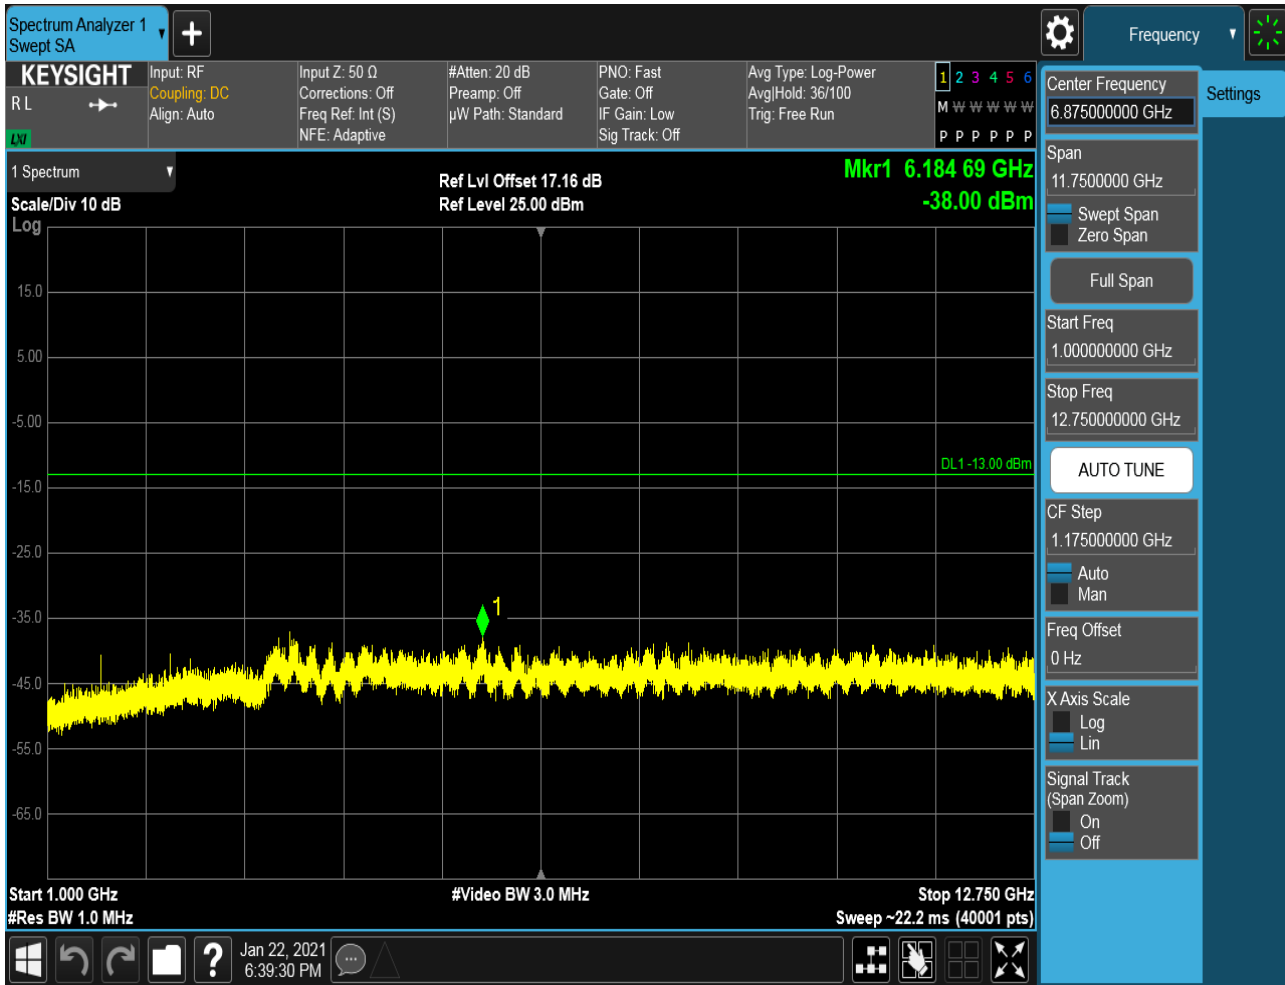 Spectrum Analyzer 1
Swept SA
Frequency
KEYSIGHT
R L
LXI
Input: RF
Coupling: DC
Align: Auto
Input Z: 50 Ω
Corrections: Off
Freq Ref: Int (S)
NFE: Adaptive
#Atten: 20 dB
Preamp: Off
µW Path: Standard
PNO: Fast
Gate: Off
IF Gain: Low
Sig Track: Off
Avg Type: Log-Power
Avg|Hold: 36/100
Trig: Free Run
1 2 3 4 5 6
M W W W W W
P P P P P P
1 Spectrum
Scale/Div 10 dB
Log
Ref Lvl Offset 17.16 dB
Ref Level 25.00 dBm
Mkr1 6.184 69 GHz
-38.00 dBm
15.0
5.00
-5.00
DL1 -13.00 dBm
-15.0
-25.0
1
-35.0
-45.0
-55.0
-65.0
Start 1.000 GHz
#Res BW 1.0 MHz
#Video BW 3.0 MHz
Stop 12.750 GHz
Sweep ~22.2 ms (40001 pts)
Center Frequency
6.875000000 GHz
Settings
Span
11.7500000 GHz
Swept Span
Zero Span
Full Span
Start Freq
1.000000000 GHz
Stop Freq
12.750000000 GHz
AUTO TUNE
CF Step
1.175000000 GHz
Auto
Man
Freq Offset
0 Hz
X Axis Scale
Log
Lin
Signal Track
(Span Zoom)
On
Off
?
Jan 22, 2021
6:39:30 PM